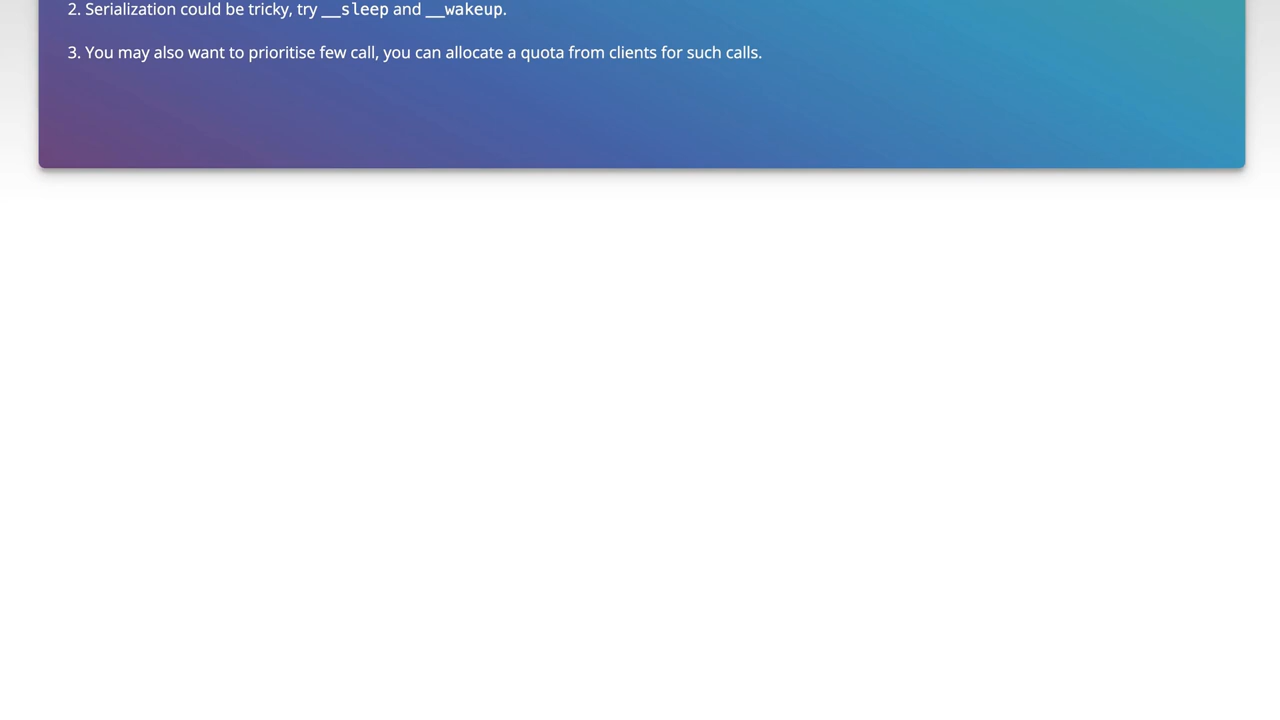 2. Serialization could be tricky, try __sleep and __wakeup.
3. You may also want to prioritise few call, you can allocate a quota from clients for such calls.